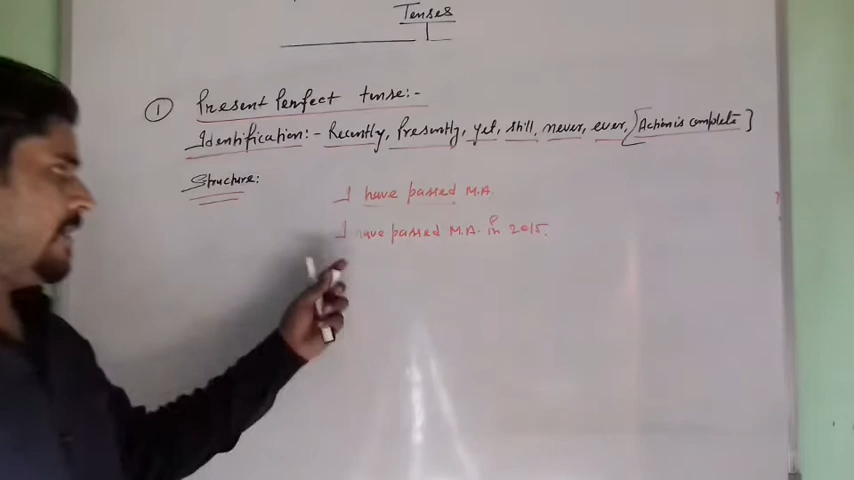 Tenses
① Present Perfect tense:-
Identification:- Recently, Presently, yet, still, never, ever, [Action is complete]
Structure:
I have passed M.A.
I have passed M.A. in 2015.